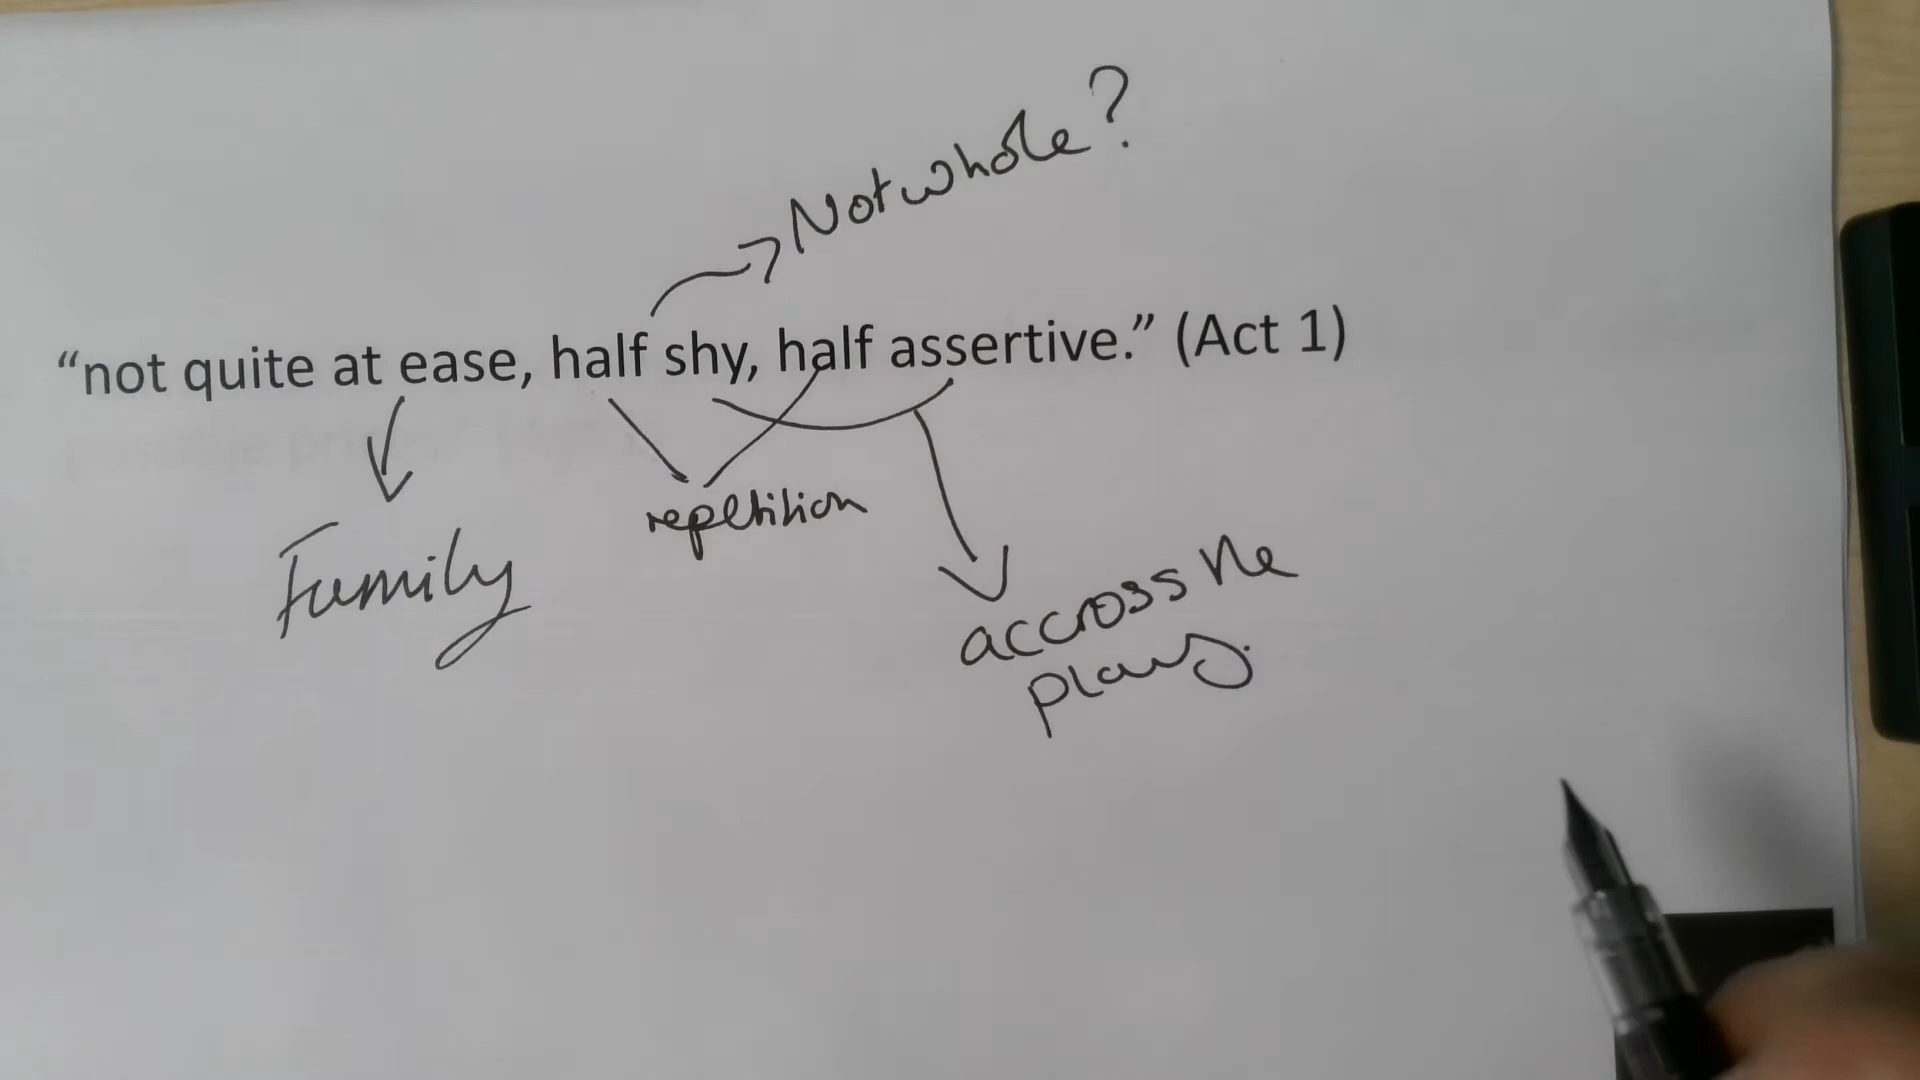 Not whole?
“not quite at ease, half shy, half assertive.” (Act 1)
repetition
Family
accross the
play.